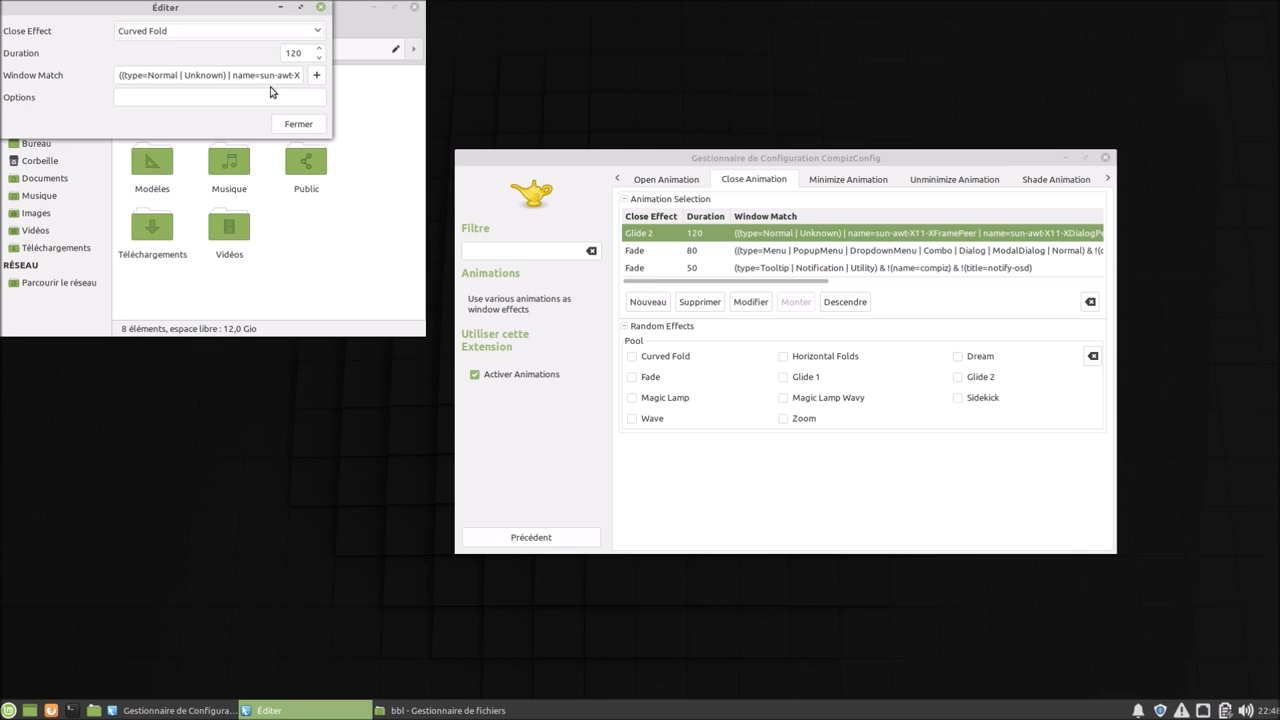 Éditer
Close Effect
Curved Fold
Duration
120
Window Match
((type=Normal | Unknown) | name=sun-awt-X
+
Options
Fermer
Bureau
Corbeille
Documents
Musique
Images
Vidéos
Téléchargements
RÉSEAU
Parcourir le réseau
Modèles
Musique
Public
Téléchargements
Vidéos
8 éléments, espace libre : 12,0 Gio
Gestionnaire de Configuration CompizConfig
Filtre
Animations
Use various animations as
window effects
Utiliser cette
Extension
Activer Animations
Précédent
Open Animation
Close Animation
Minimize Animation
Unminimize Animation
Shade Animation
Animation Selection
Close Effect Duration Window Match
Glide 2 120 ((type=Normal | Unknown) | name=sun-awt-X11-XFramePeer | name=sun-awt-X11-XDialogPe
Fade 80 ((type=Menu | PopupMenu | DropdownMenu | Combo | Dialog | ModalDialog | Normal) & !(
Fade 50 (type=Tooltip | Notification | Utility) & !(name=compiz) & !(title=notify-osd)
Nouveau
Supprimer
Modifier
Monter
Descendre
Random Effects
Pool
Curved Fold
Horizontal Folds
Dream
Fade
Glide 1
Glide 2
Magic Lamp
Magic Lamp Wavy
Sidekick
Wave
Zoom
Gestionnaire de Configura...
Éditer
bbl - Gestionnaire de fichiers